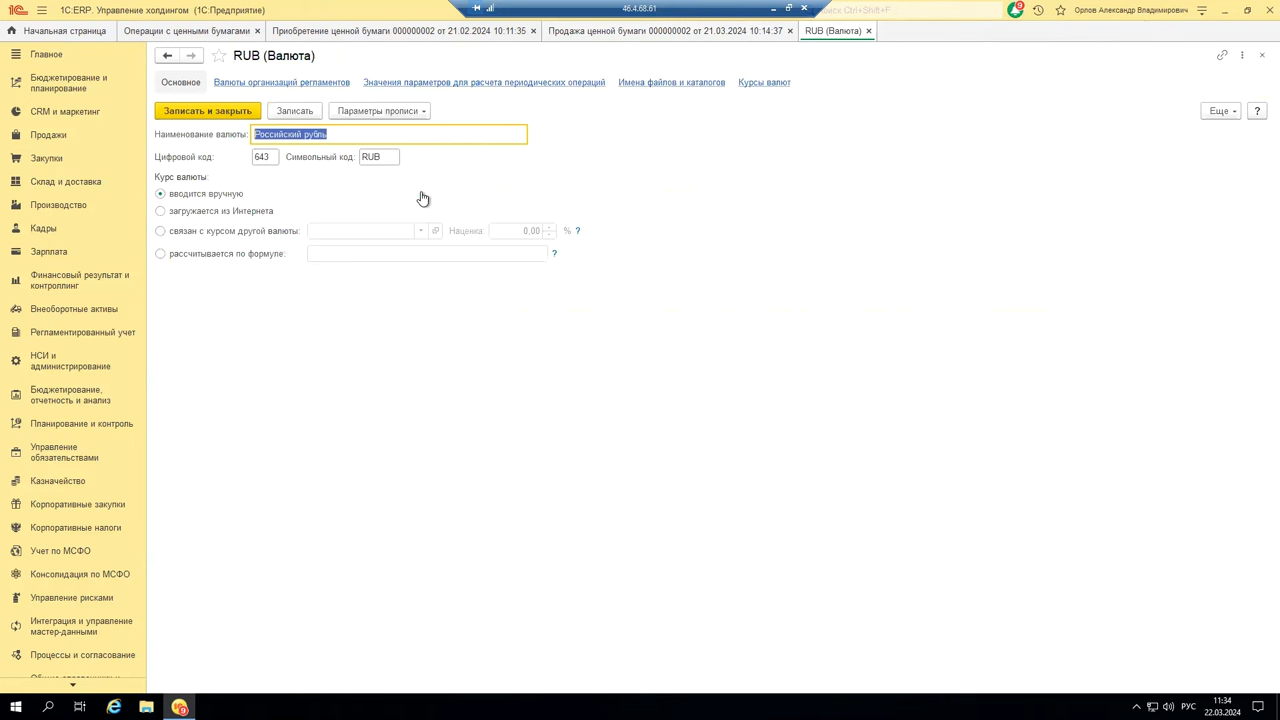 1С:ERP. Управление холдингом (1С:Предприятие)
46.4.68.61
иск Ctrl+Shift+F
9
Орлов Александр Владимирович
Начальная страница
Операции с ценными бумагами ×
Приобретение ценной бумаги 000000002 от 21.02.2024 10:11:35 ×
Продажа ценной бумаги 000000002 от 21.03.2024 10:14:37 ×
RUB (Валюта) ×
Главное
Бюджетирование и
планирование
CRM и маркетинг
Продажи
Закупки
Склад и доставка
Производство
Кадры
Зарплата
Финансовый результат и
контроллинг
Внеоборотные активы
Регламентированный учет
НСИ и
администрирование
Бюджетирование,
отчетность и анализ
Планирование и контроль
Управление
обязательствами
Казначейство
Корпоративные закупки
Корпоративные налоги
Учет по МСФО
Консолидация по МСФО
Управление рисками
Интеграция и управление
мастер-данными
Процессы и согласование
RUB (Валюта)
Основное
Валюты организаций регламентов
Значения параметров для расчета периодических операций
Имена файлов и каталогов
Курсы валют
Записать и закрыть
Записать
Параметры прописи
Еще
?
Наименование валюты: Российский рубль
Цифровой код: 643 Символьный код: RUB
Курс валюты:
вводится вручную
загружается из Интернета
связан с курсом другой валюты: Наценка: 0,00 % ?
рассчитывается по формуле: ?
РУС
11:34
22.03.2024